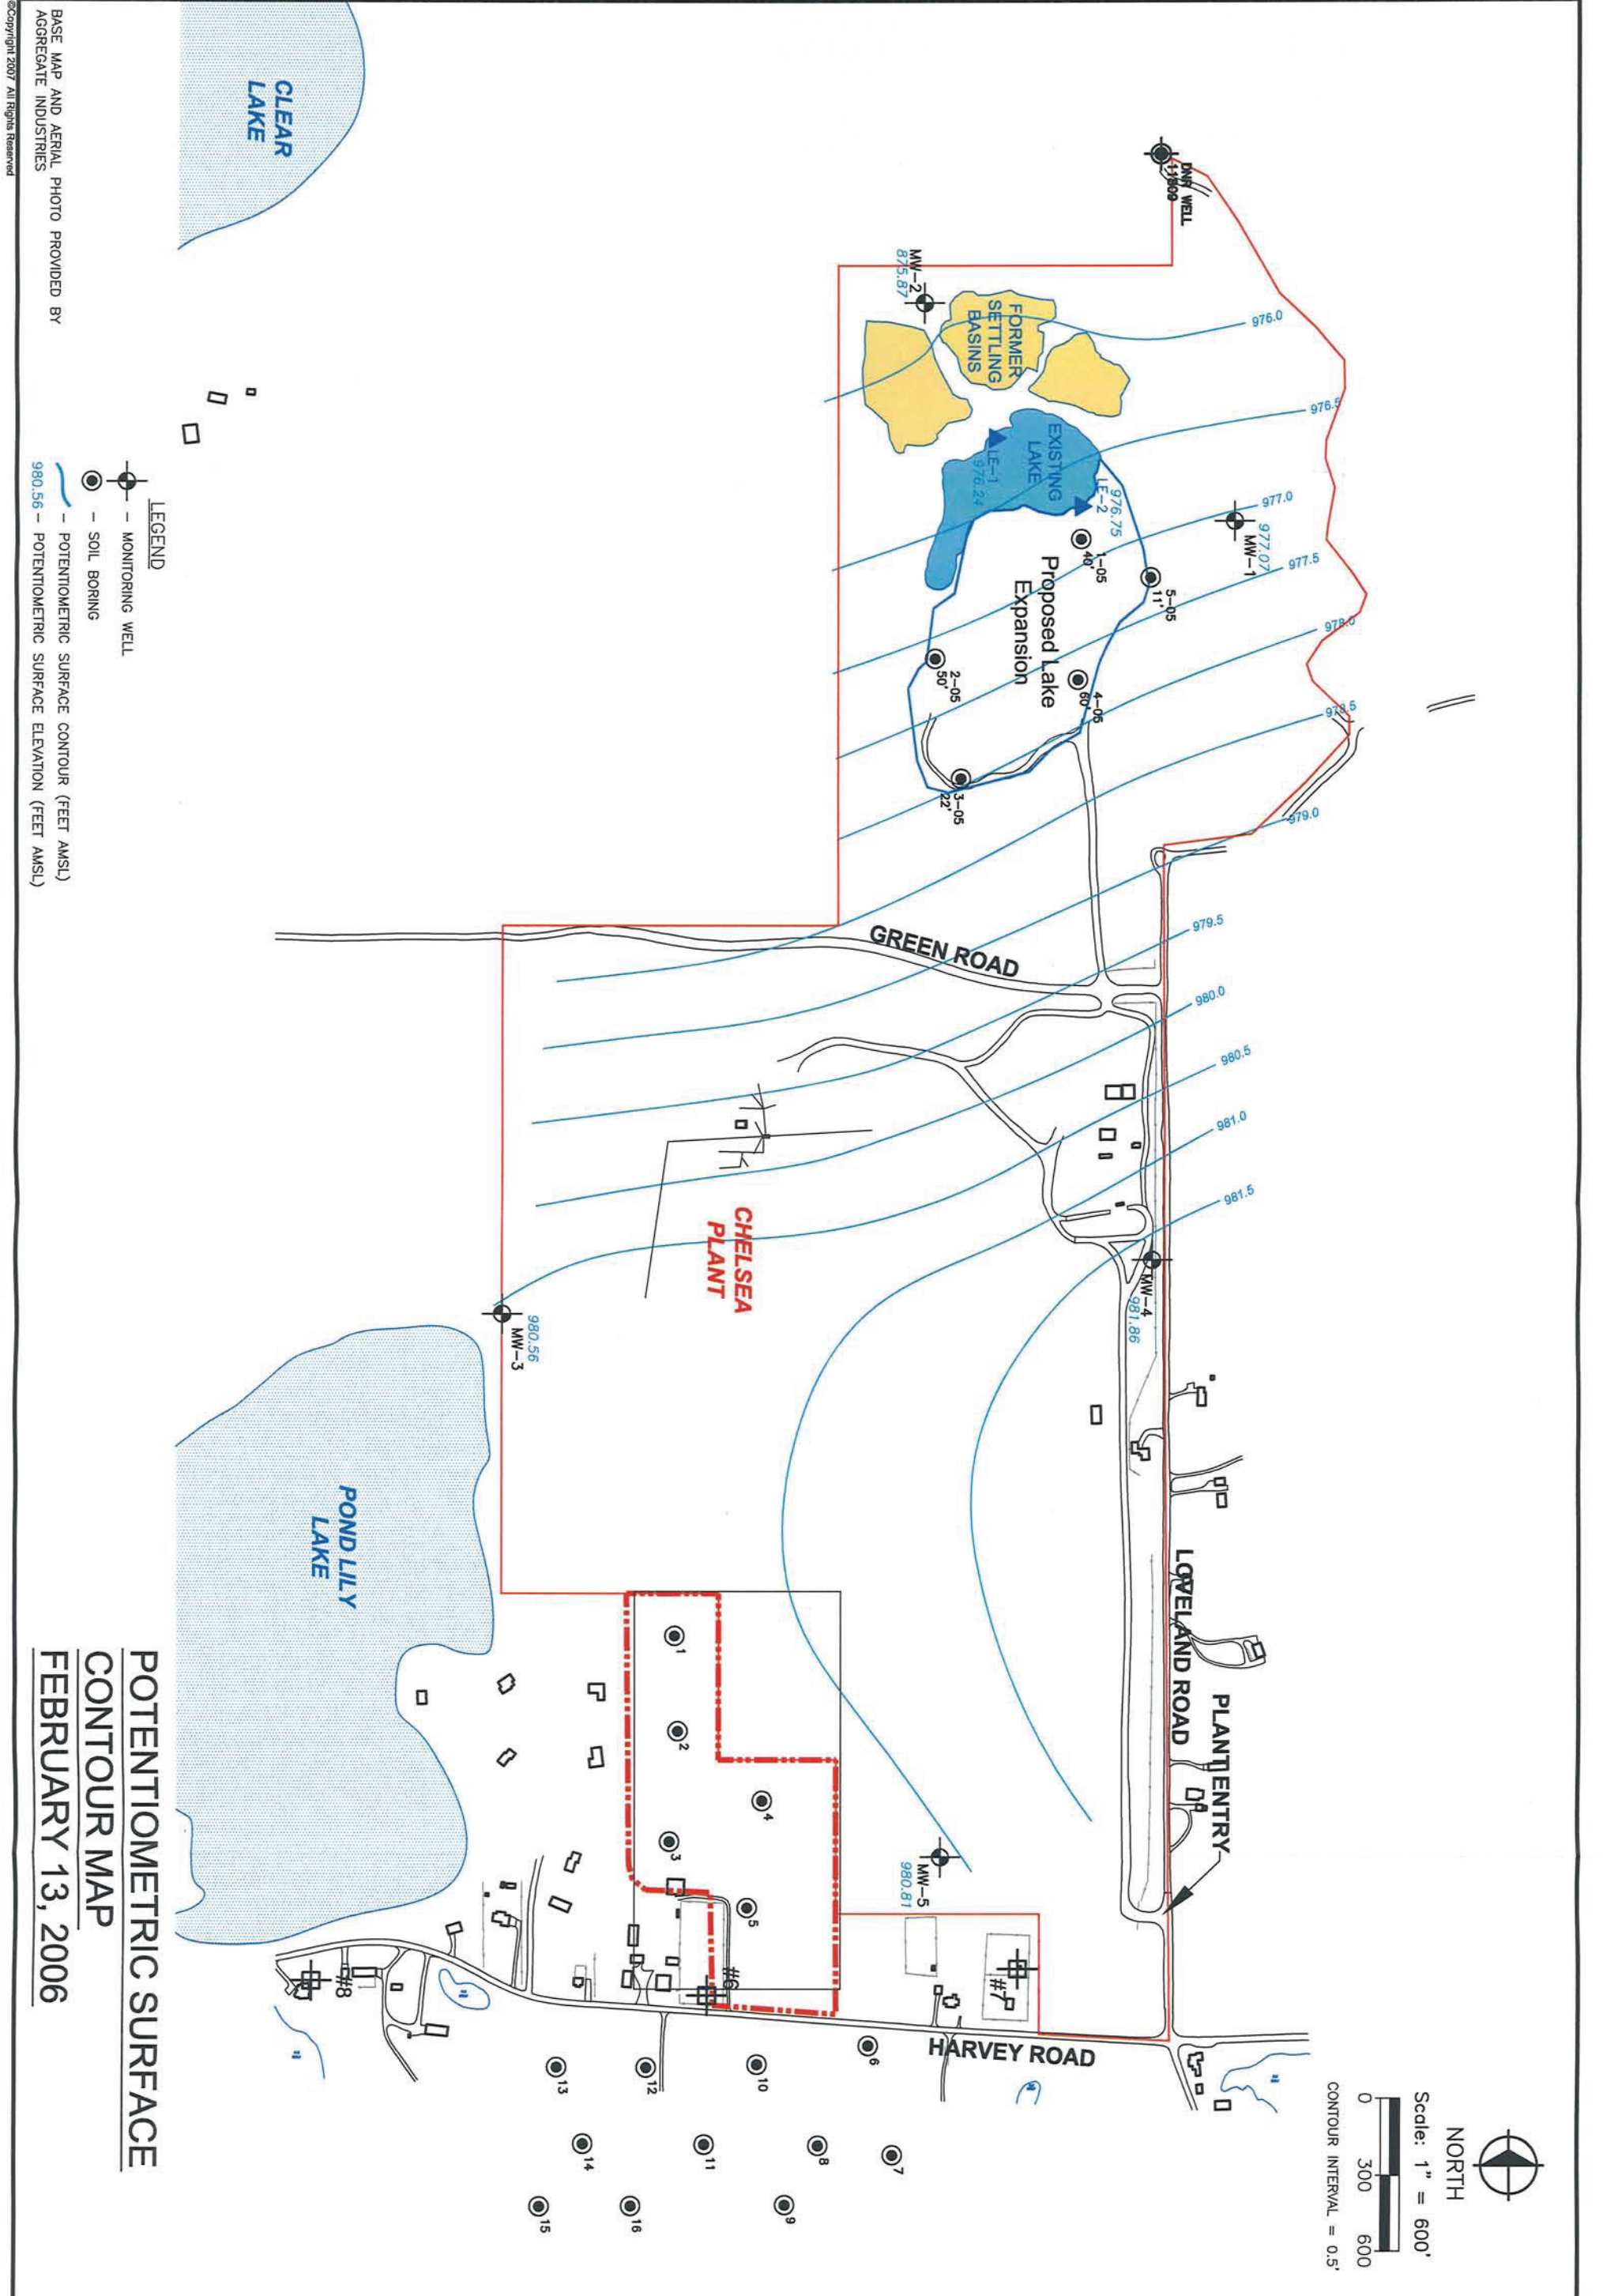 NORTH
Scale: 1" = 600'
0 300 600
CONTOUR INTERVAL = 0.5'
976.0
976.5
977.0
977.5
978.0
978.5
979.0
979.5
980.0
980.5
981.0
981.5
DNR WELL
11809
MW-2
875.87
FORMER
SETTLING
BASINS
EXISTING
LAKE
LE-1
976.24
976.75
LE-2
977.07
MW-1
1-05
40'
5-05
11'
Proposed Lake
Expansion
2-05
50'
4-05
60'
3-05
22'
GREEN ROAD
CHELSEA
PLANT
MW-4
981.86
980.56
MW-3
LOVELAND ROAD
PLANT ENTRY
MW-5
980.81
HARVEY ROAD
#6
#7
#8
1
2
3
4
5
6
7
8
9
10
11
12
13
14
15
16
CLEAR
LAKE
POND LILY
LAKE
LEGEND
- MONITORING WELL
- SOIL BORING
- POTENTIOMETRIC SURFACE CONTOUR (FEET AMSL)
980.56 - POTENTIOMETRIC SURFACE ELEVATION (FEET AMSL)
BASE MAP AND AERIAL PHOTO PROVIDED BY
AGGREGATE INDUSTRIES
©Copyright 2007 All Rights Reserved
POTENTIOMETRIC SURFACE
CONTOUR MAP
FEBRUARY 13, 2006